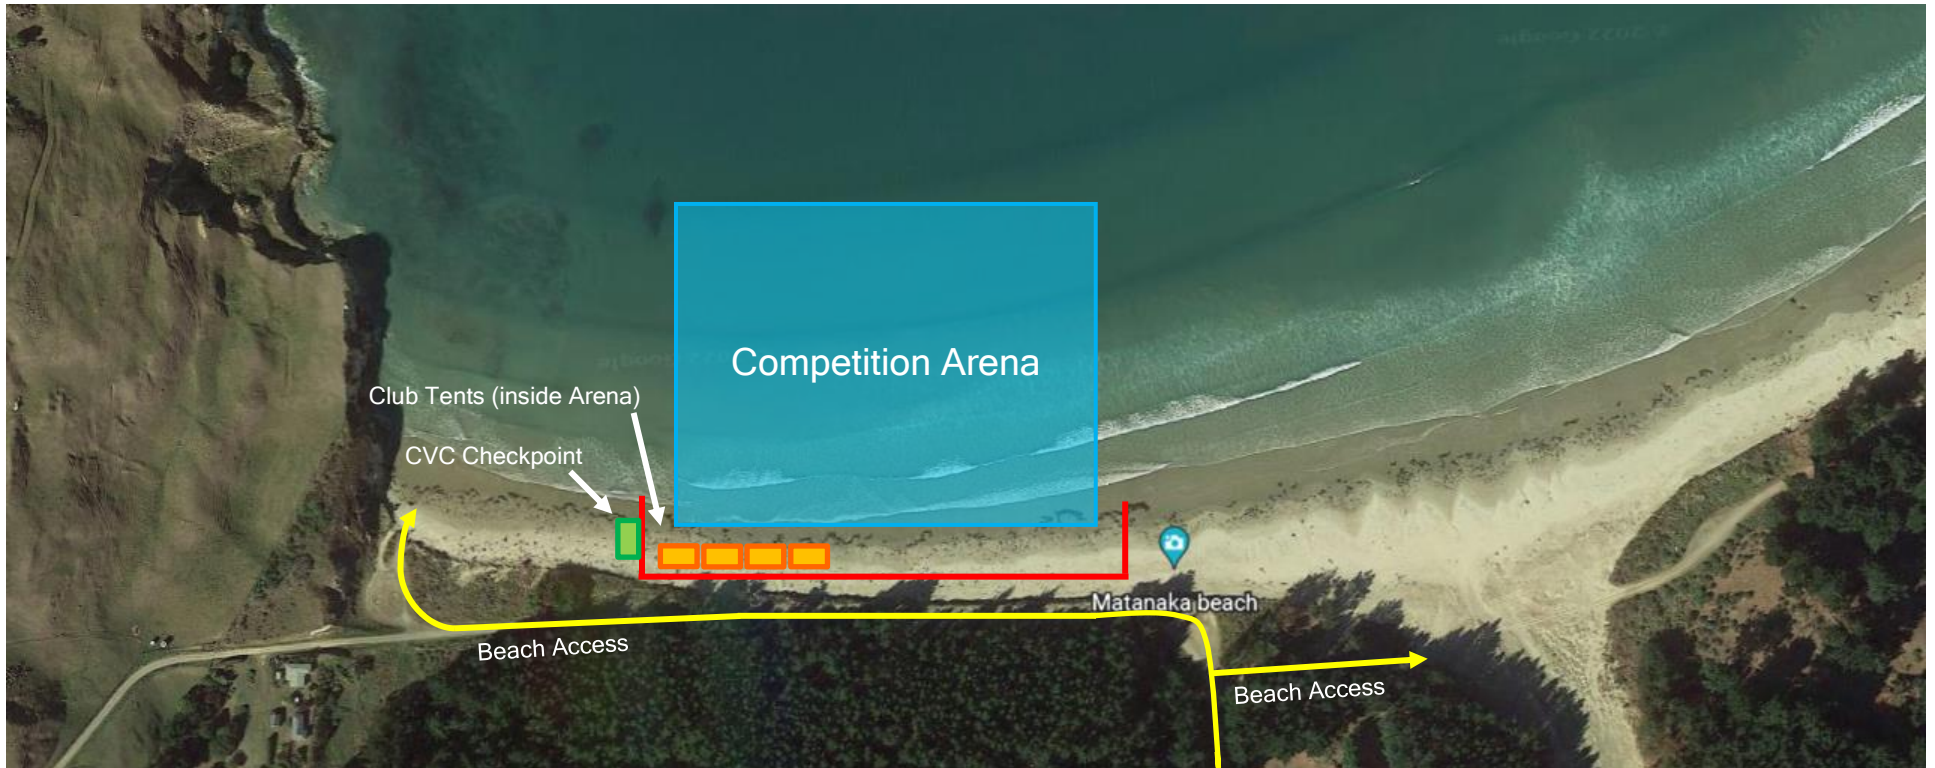 Competition Arena
Club Tents (inside Arena)
CVC Checkpoint
Matanaka beach
Beach Access
Beach Access